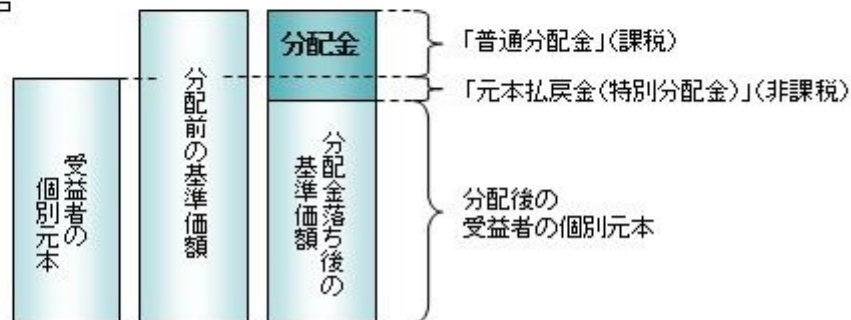 分配金
「普通分配金」(課税)
「元本払戻金(特別分配金)」(非課税)
受益者の
個別元本
分配前の基準価額
分配金落ち後の
基準価額
分配後の
受益者の個別元本